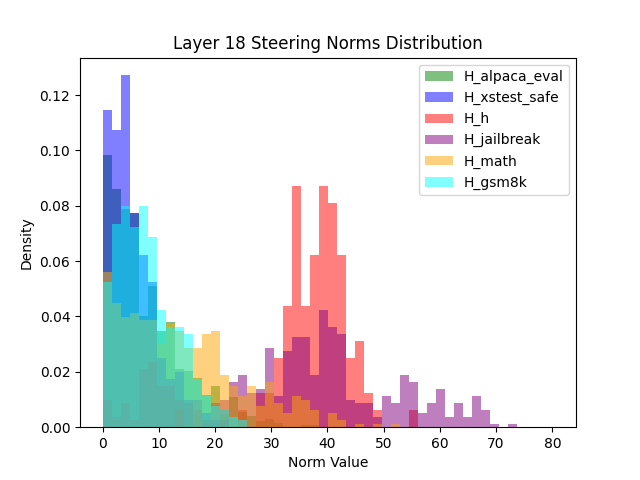 Layer 18 Steering Norms Distribution
H_alpaca_eval
H_xstest_safe
H_h
H_jailbreak
H_math
H_gsm8k
0.12
0.10
0.08
0.06
0.04
0.02
0.00
Density
0 10 20 30 40 50 60 70 80
Norm Value